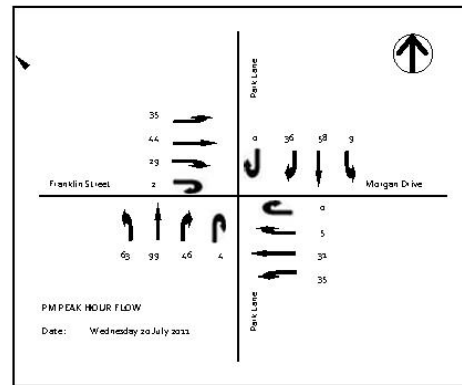 Park Lane
35
44
29
2
0 36 58 9
Franklin Street
Morgan Drive
63 99 46 4
0
5
31
35
Park Lane
PM PEAK HOUR FLOW
Date: Wednesday 20 July 2011